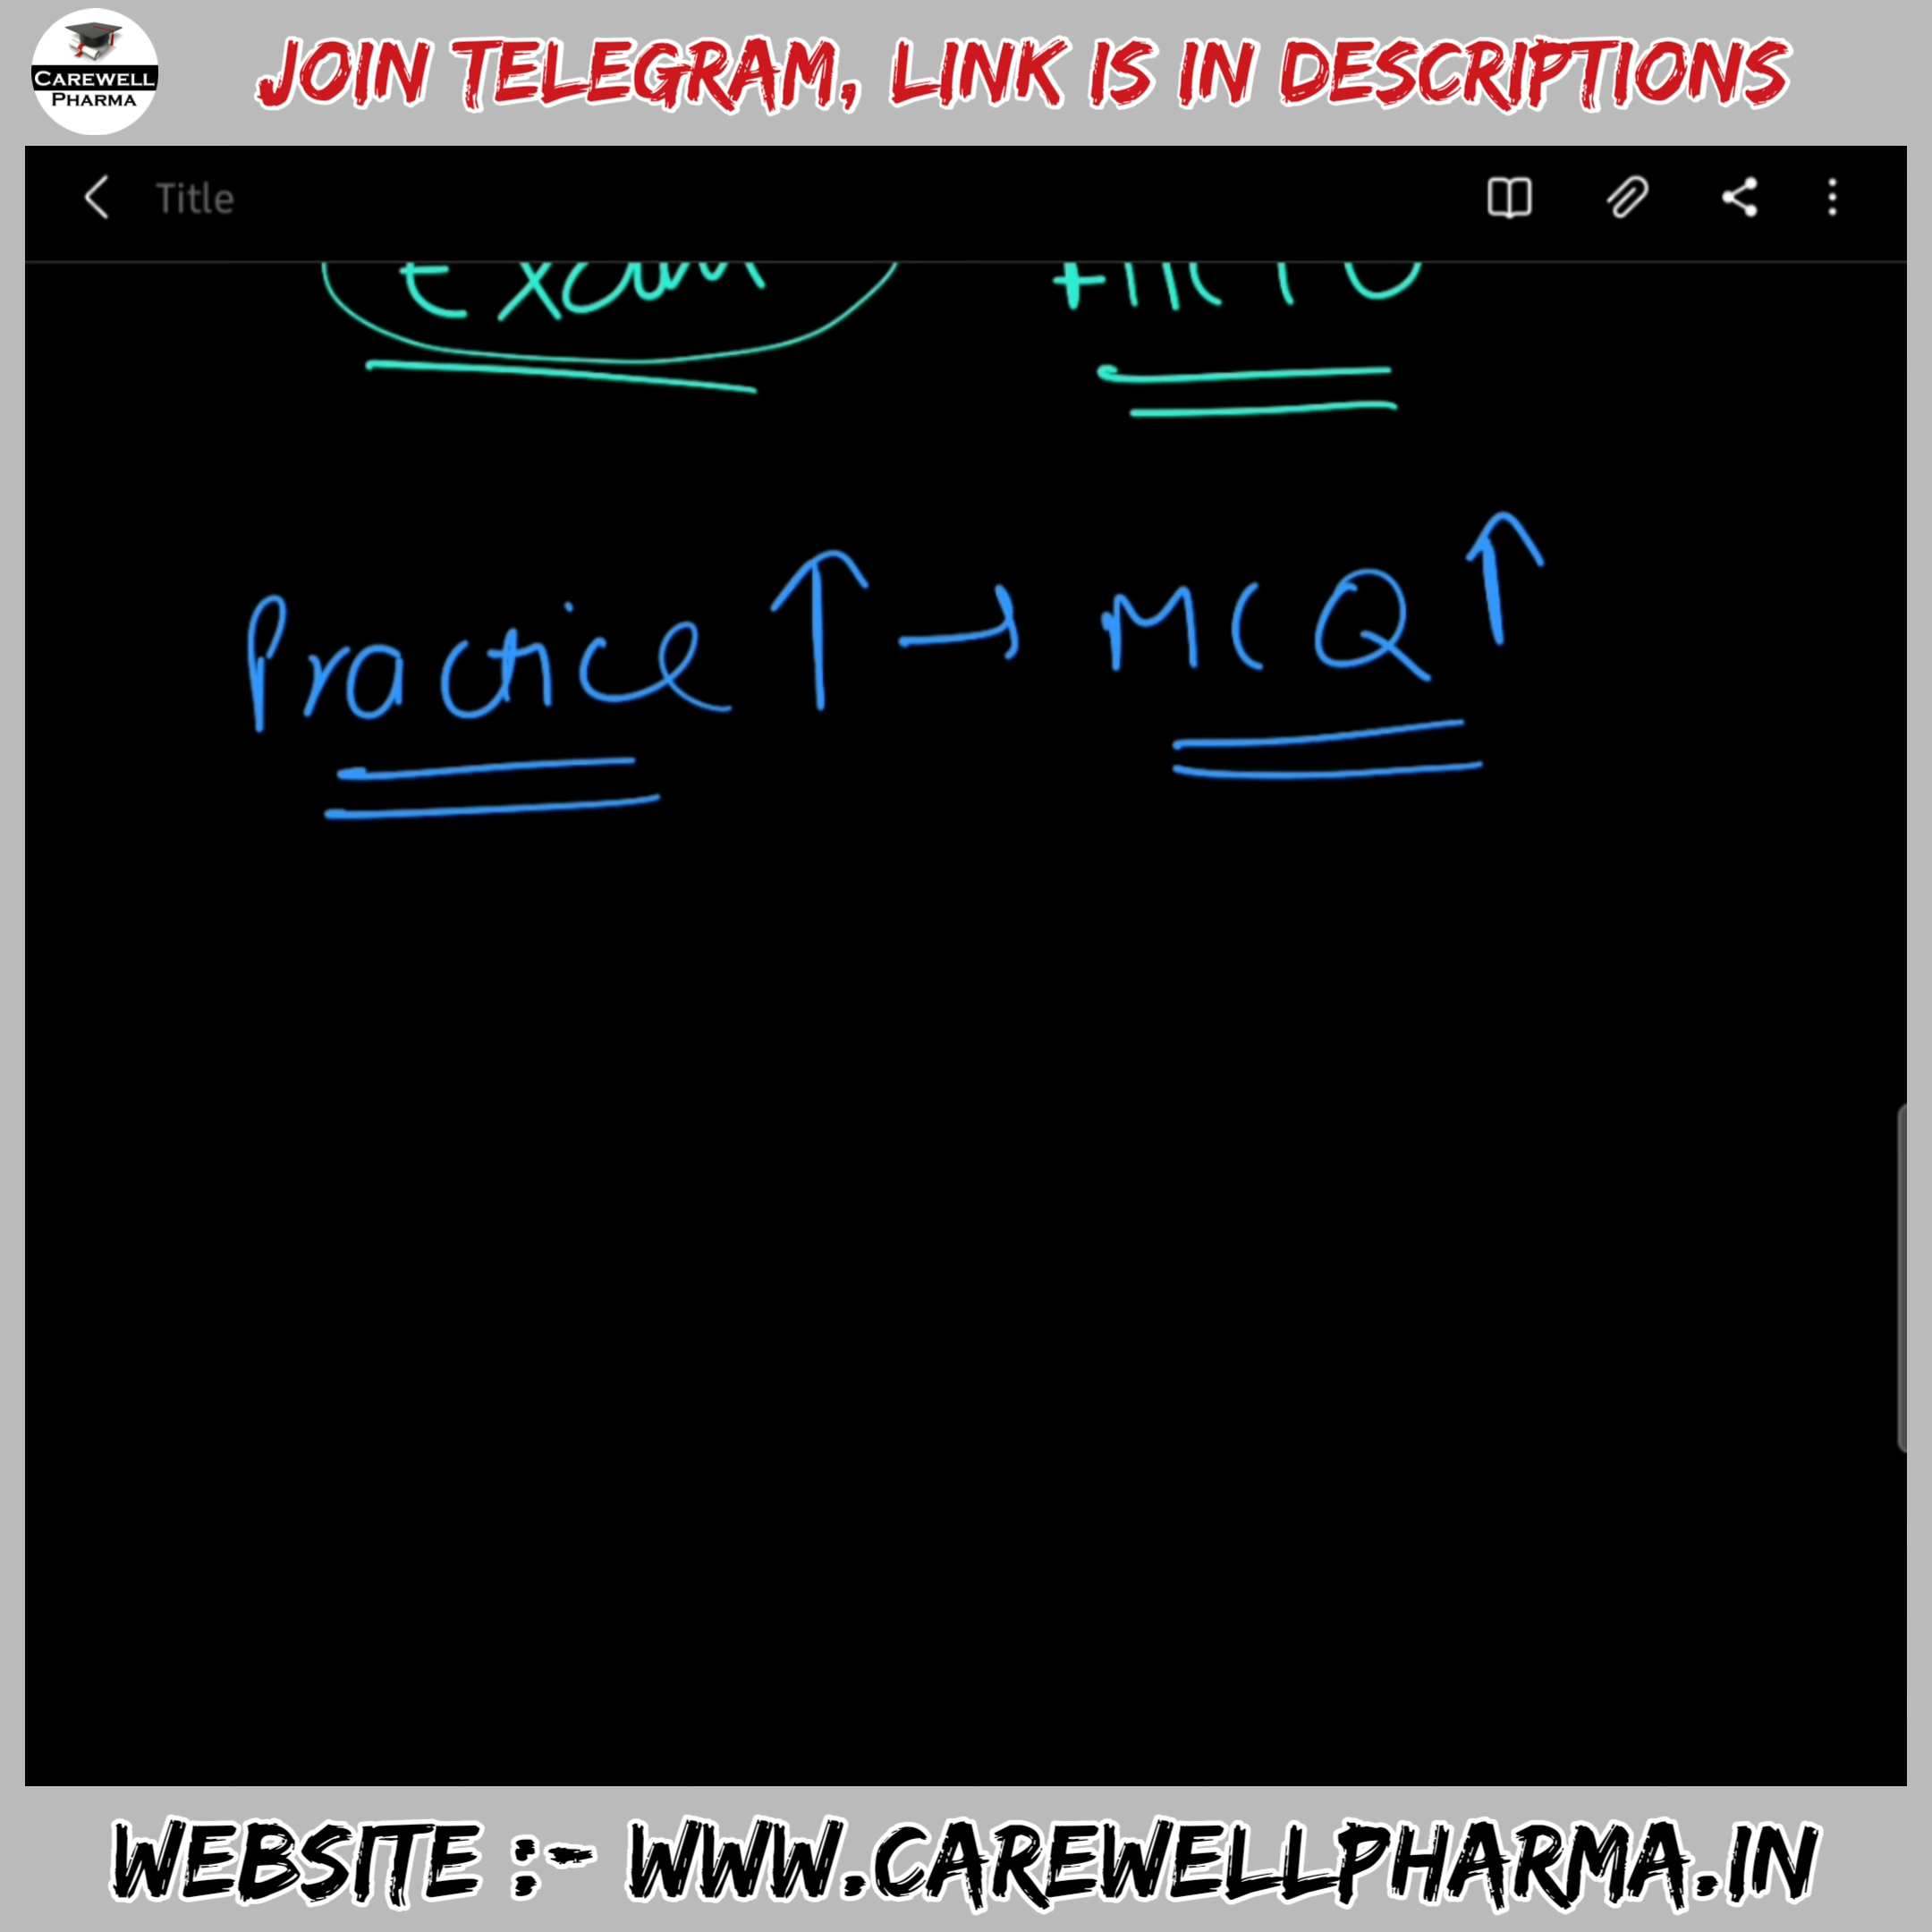 CAREWELL
PHARMA
JOIN TELEGRAM, LINK IS IN DESCRIPTIONS
Title
Exam
Practice ↑ → MCQ ↑
WEBSITE :- WWW.CAREWELLPHARMA.IN